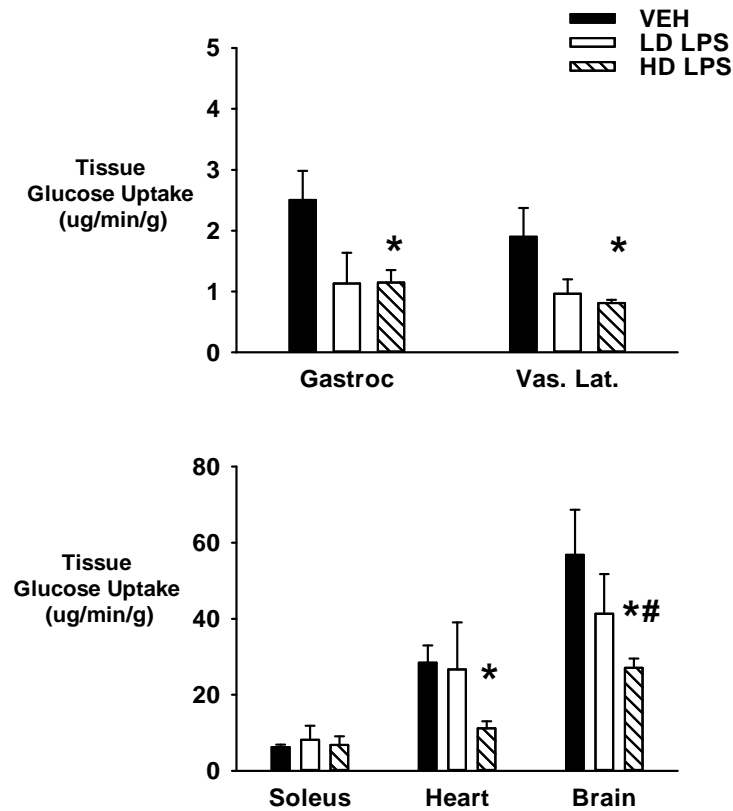 VEH
LD LPS
HD LPS
Tissue
Glucose Uptake
(ug/min/g)
5
4
3
2
1
0
*
*
Gastroc
Vas. Lat.
Tissue
Glucose Uptake
(ug/min/g)
80
60
40
20
0
*
*#
Soleus
Heart
Brain